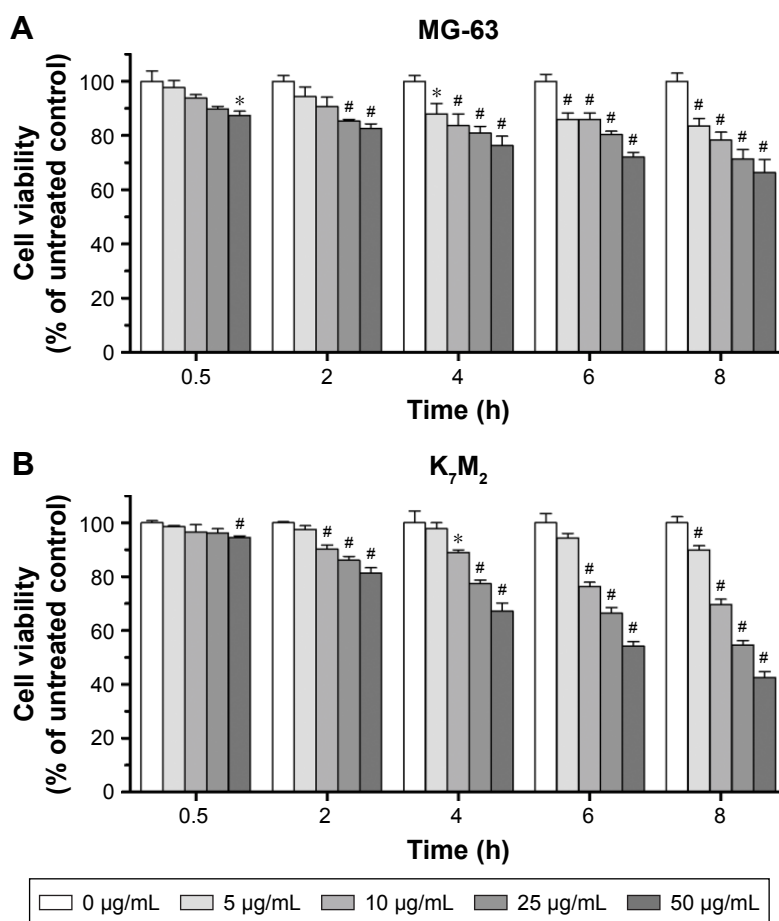 A
MG-63
Cell viability
(% of untreated control)
100
80
60
40
20
0
*
# #
* # # #
# # # #
# # # #
0.5 2 4 6 8
Time (h)
B
K₇M₂
Cell viability
(% of untreated control)
100
80
60
40
20
0
#
# # #
* # #
# # #
# # # #
0.5 2 4 6 8
Time (h)
0 µg/mL 5 µg/mL 10 µg/mL 25 µg/mL 50 µg/mL